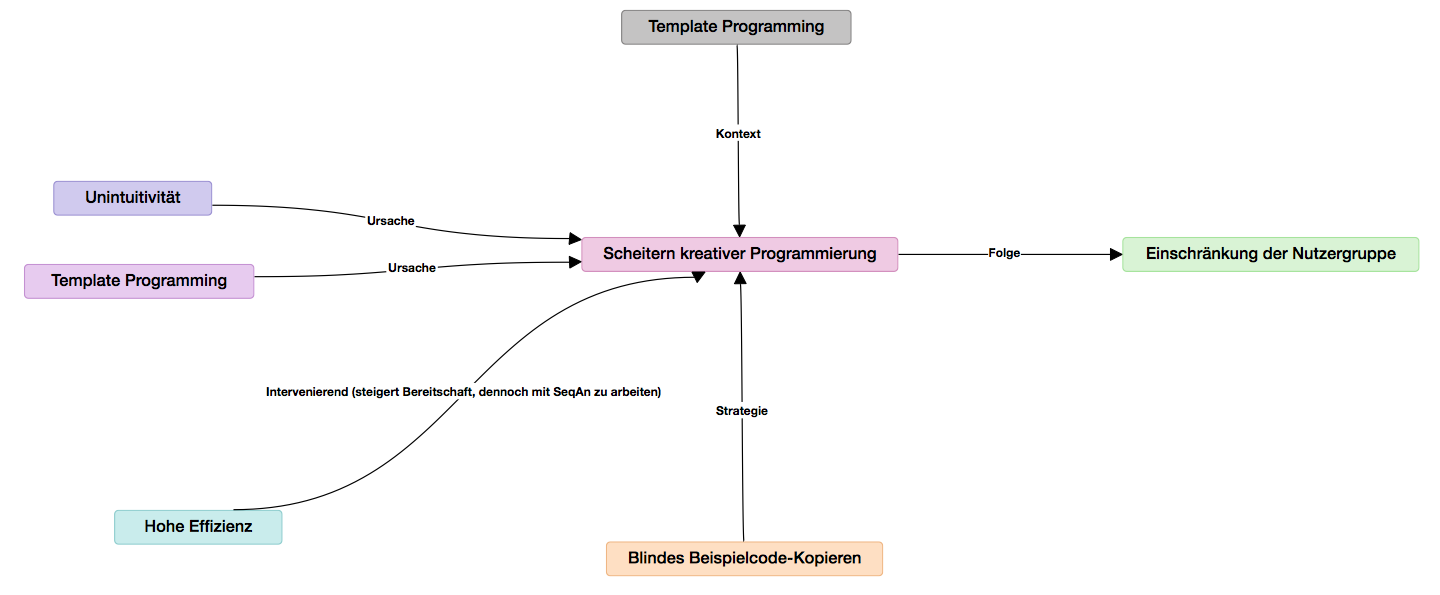 Template Programming
Kontext
Unintuitivität
Ursache
Scheitern kreativer Programmierung
Folge
Einschränkung der Nutzergruppe
Ursache
Template Programming
Intervenierend (steigert Bereitschaft, dennoch mit SeqAn zu arbeiten)
Strategie
Hohe Effizienz
Blindes Beispielcode-Kopieren